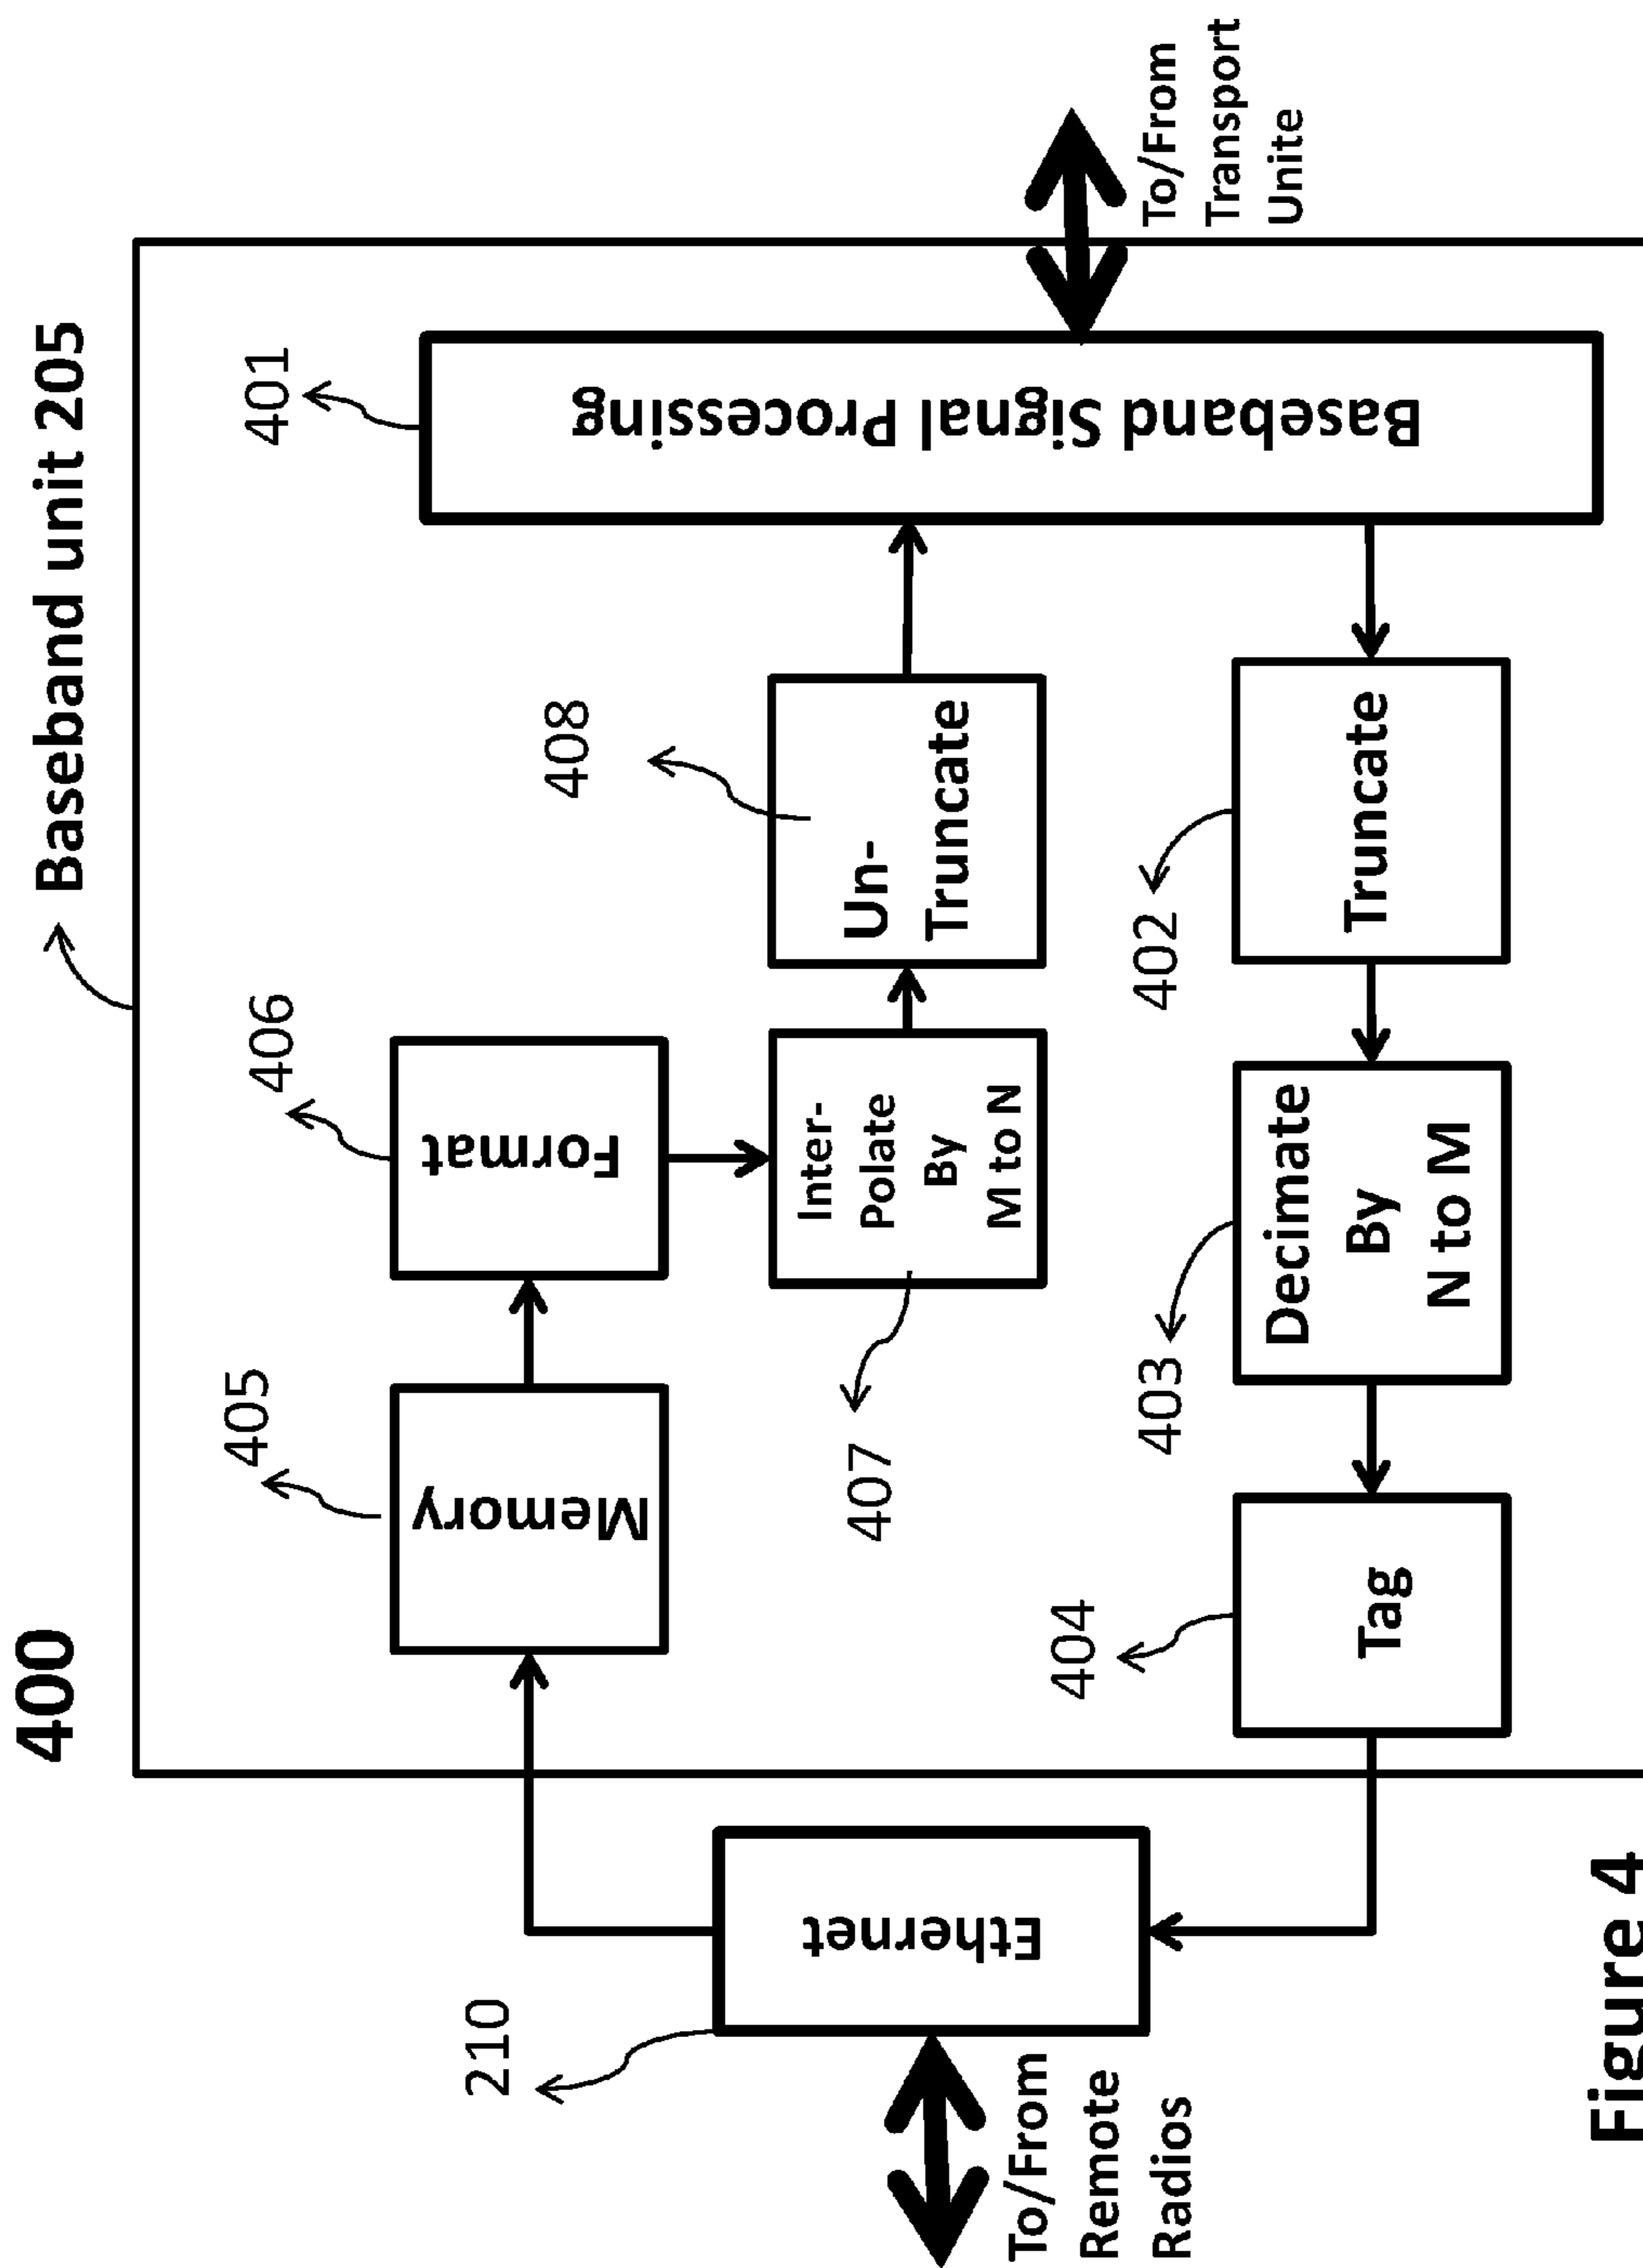 400
Baseband unit 205
401
Baseband Signal Processing
405
Memory
406
Format
407
Inter-
Polate
By
M to N
408
Un-
Truncate
402
Truncate
403
Decimate
By
N to M
404
Tag
210
Ethernet
To/From
Remote
Radios
To/From
Transport
Unite
Figure 4